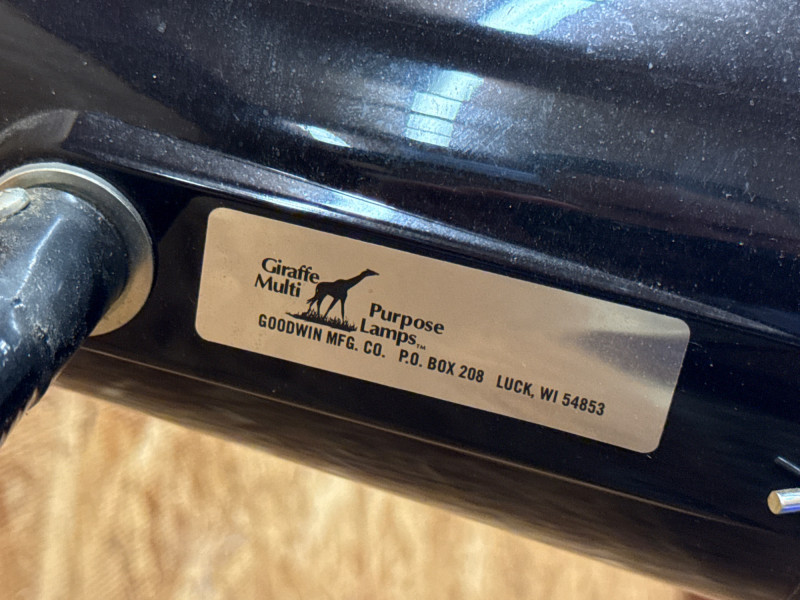 Giraffe
Multi
Purpose
Lamps™
GOODWIN MFG. CO. P.O. BOX 208 LUCK, WI 54853